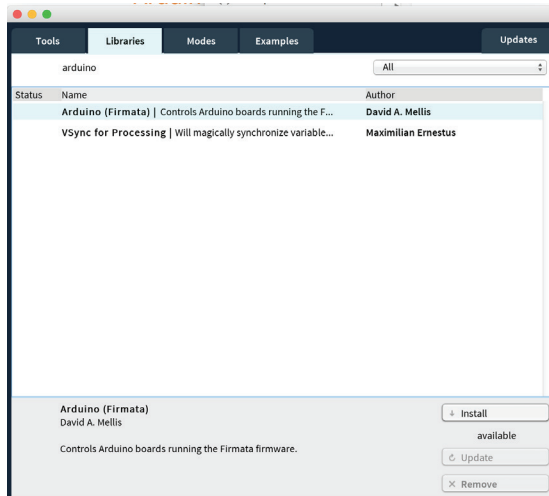 Tools Libraries Modes Examples Updates
arduino All
Status Name Author
Arduino (Firmata) | Controls Arduino boards running the F... David A. Mellis
VSync for Processing | Will magically synchronize variable... Maximilian Ernestus
Arduino (Firmata)
David A. Mellis
Controls Arduino boards running the Firmata firmware.
Install
available
Update
Remove